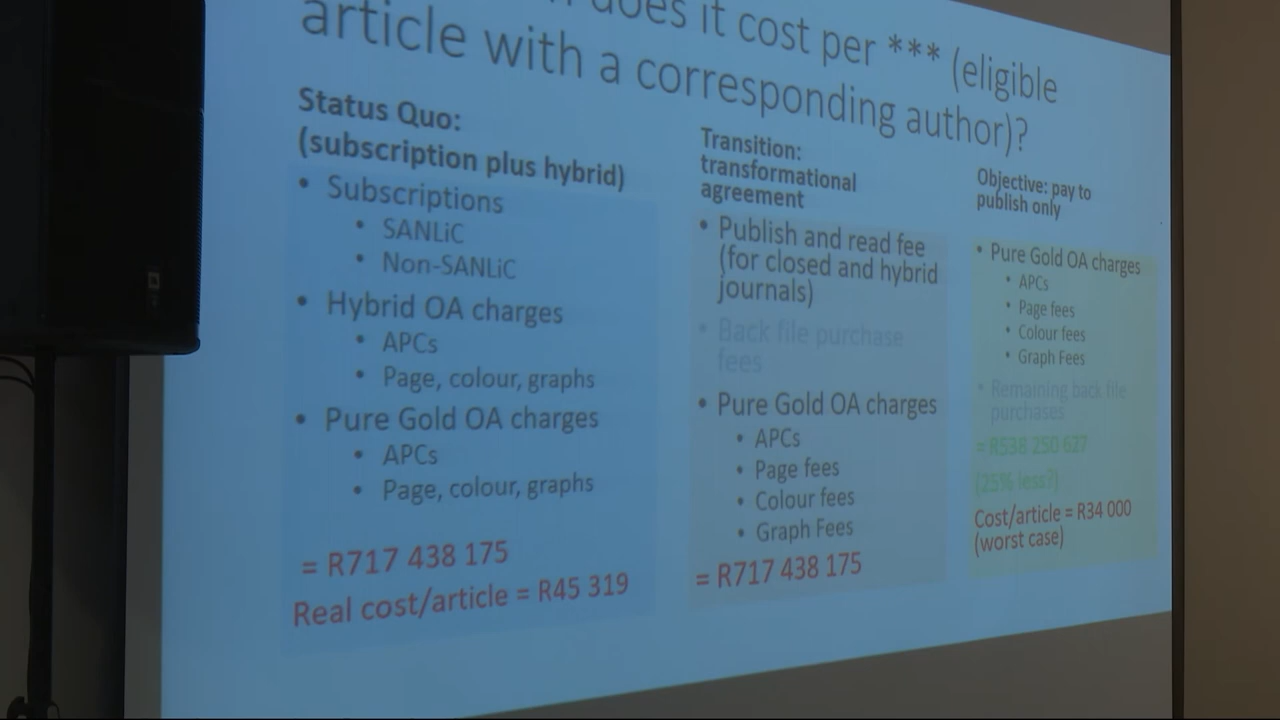 does it cost per *** (eligible
article with a corresponding author)?
Status Quo:
(subscription plus hybrid)
• Subscriptions
• SANLiC
• Non-SANLiC
• Hybrid OA charges
• APCs
• Page, colour, graphs
• Pure Gold OA charges
• APCs
• Page, colour, graphs
= R717 438 175
Real cost/article = R45 319
Transition:
transformational
agreement
• Publish and read fee
(for closed and hybrid
journals)
• Back file purchase
fees
• Pure Gold OA charges
• APCs
• Page fees
• Colour fees
• Graph Fees
= R717 438 175
Objective: pay to
publish only
• Pure Gold OA charges
• APCs
• Page fees
• Colour fees
• Graph Fees
• Remaining back file
purchases
= R538 250 627
(25% less?)
Cost/article = R34 000
(worst case)